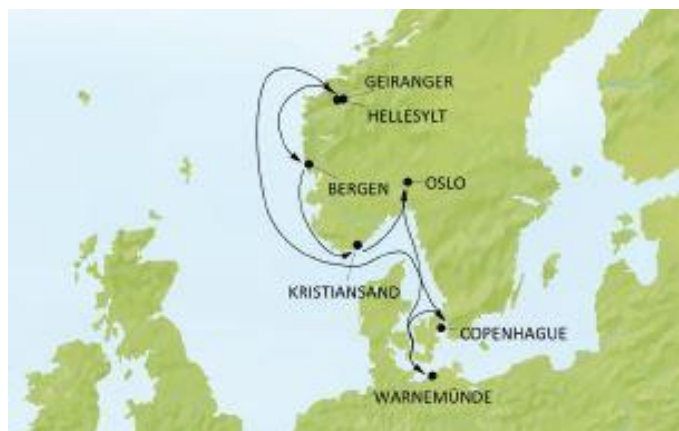 GEIRANGER
HELLESYLT
BERGEN
OSLO
KRISTIANSAND
COPENHAGUE
WARNEMÜNDE